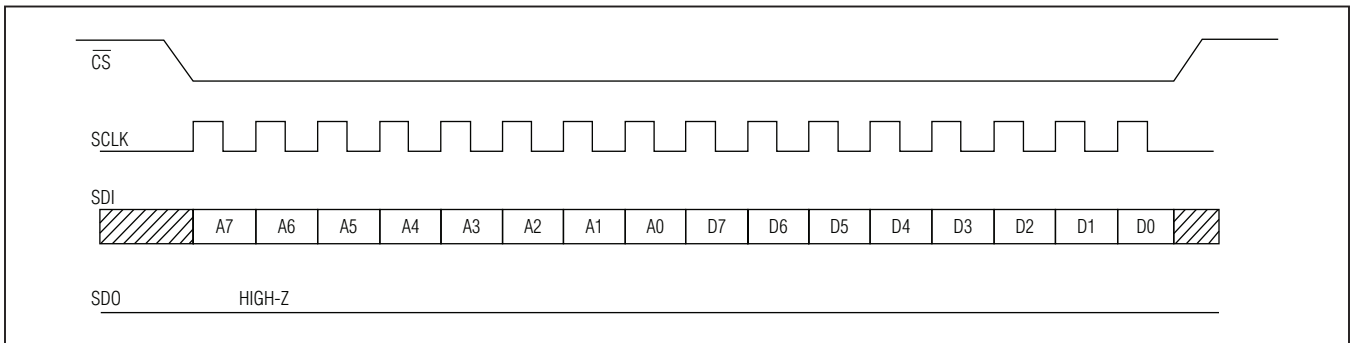 C̅S̅
SCLK
SDI
A7 A6 A5 A4 A3 A2 A1 A0 D7 D6 D5 D4 D3 D2 D1 D0
SDO HIGH-Z